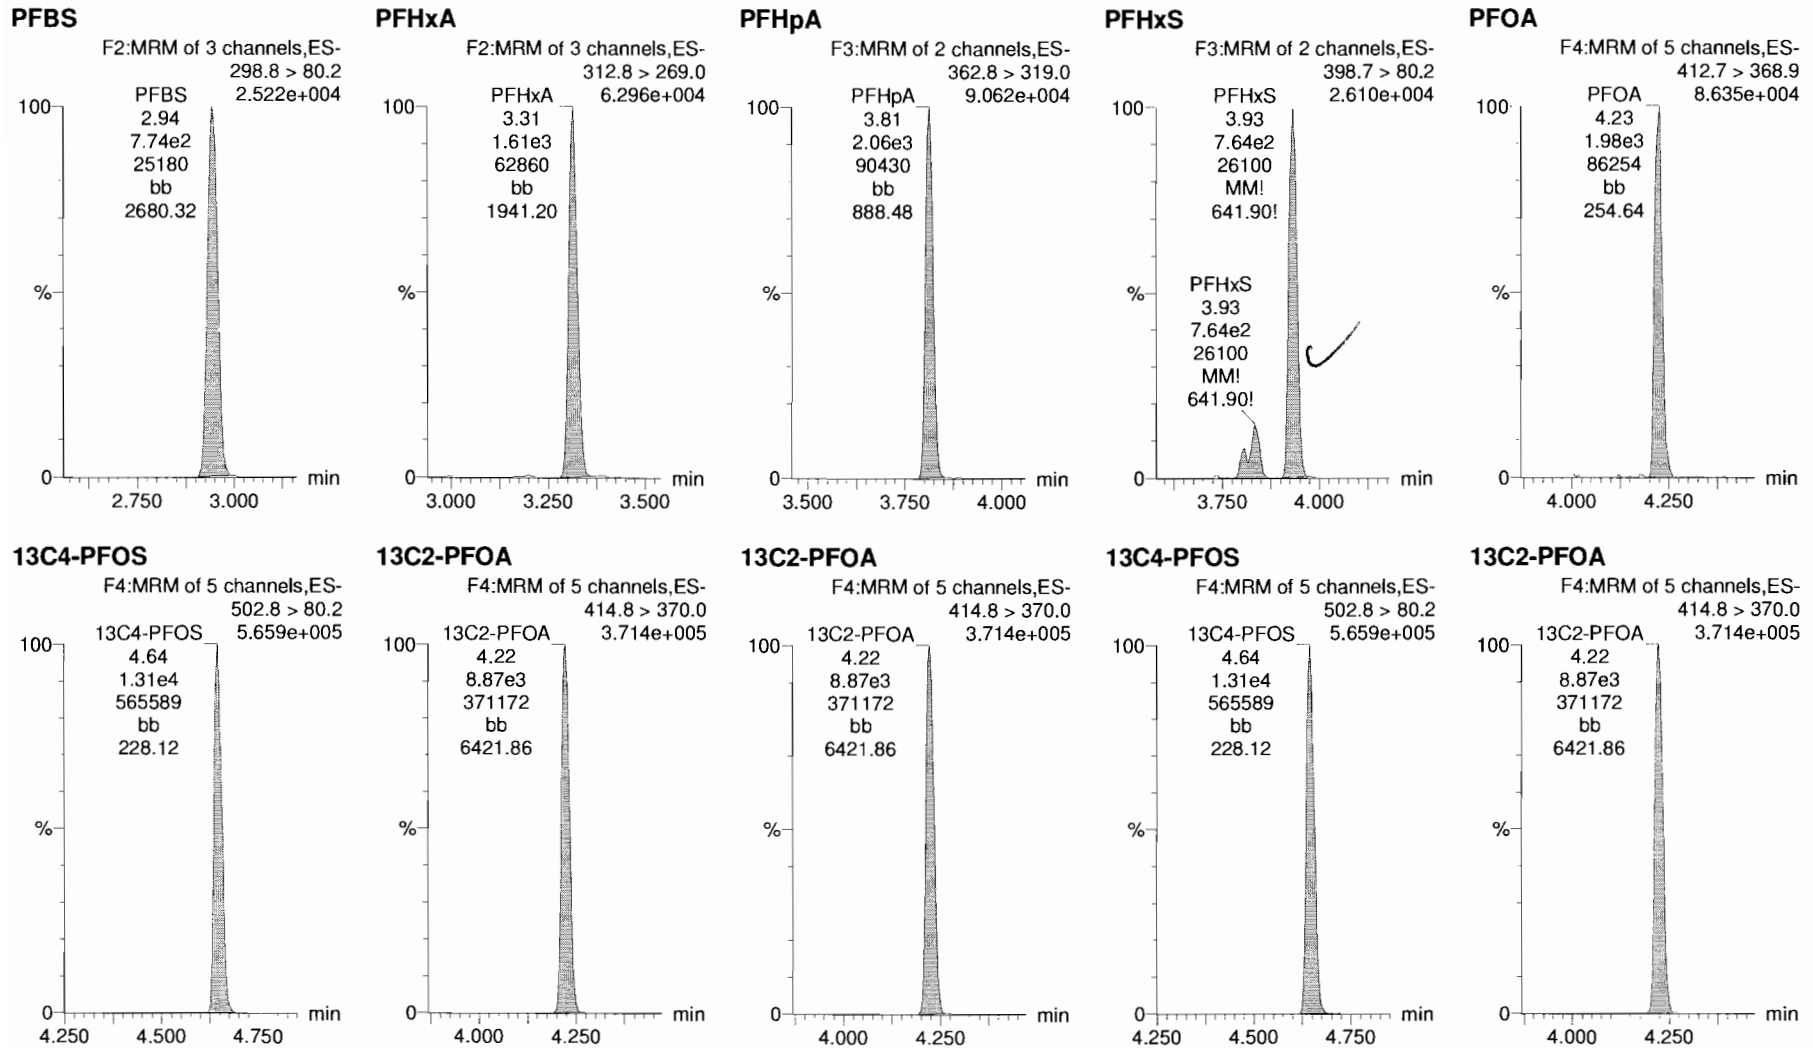 PFBS
F2:MRM of 3 channels,ES-
298.8 > 80.2
2.522e+004
PFBS
2.94
7.74e2
25180
bb
2680.32
100
%
0
2.750
3.000
min
PFHxA
F2:MRM of 3 channels,ES-
312.8 > 269.0
6.296e+004
PFHxA
3.31
1.61e3
62860
bb
1941.20
100
%
0
3.000
3.250
3.500
min
PFHpA
F3:MRM of 2 channels,ES-
362.8 > 319.0
9.062e+004
PFHpA
3.81
2.06e3
90430
bb
888.48
100
%
0
3.500
3.750
4.000
min
PFHxS
F3:MRM of 2 channels,ES-
398.7 > 80.2
2.610e+004
PFHxS
3.93
7.64e2
26100
MM!
641.90!
PFHxS
3.93
7.64e2
26100
MM!
641.90!
100
%
0
3.750
4.000
min
PFOA
F4:MRM of 5 channels,ES-
412.7 > 368.9
8.635e+004
PFOA
4.23
1.98e3
86254
bb
254.64
100
%
0
4.000
4.250
min
13C4-PFOS
F4:MRM of 5 channels,ES-
502.8 > 80.2
5.659e+005
13C4-PFOS
4.64
1.31e4
565589
bb
228.12
100
%
0
4.250
4.500
4.750
min
13C2-PFOA
F4:MRM of 5 channels,ES-
414.8 > 370.0
3.714e+005
13C2-PFOA
4.22
8.87e3
371172
bb
6421.86
100
%
0
4.000
4.250
min
13C2-PFOA
F4:MRM of 5 channels,ES-
414.8 > 370.0
3.714e+005
13C2-PFOA
4.22
8.87e3
371172
bb
6421.86
100
%
0
4.000
4.250
min
13C4-PFOS
F4:MRM of 5 channels,ES-
502.8 > 80.2
5.659e+005
13C4-PFOS
4.64
1.31e4
565589
bb
228.12
100
%
0
4.250
4.500
4.750
min
13C2-PFOA
F4:MRM of 5 channels,ES-
414.8 > 370.0
3.714e+005
13C2-PFOA
4.22
8.87e3
371172
bb
6421.86
100
%
0
4.000
4.250
min